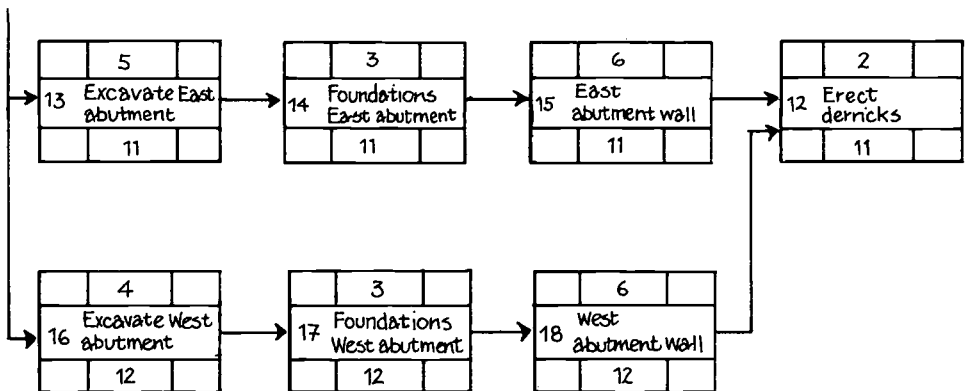 5
13 Excavate East
abutment
11
3
14 Foundations
East abutment
11
6
15 East
abutment wall
11
2
12 Erect
derricks
11
4
16 Excavate West
abutment
12
3
17 Foundations
West abutment
12
6
18 West
abutment wall
12